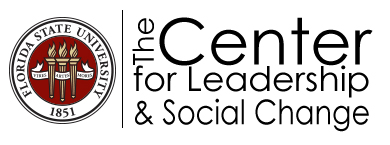 FLORIDA STATE UNIVERSITY
VIRES ARTES MORES
1851
The Center
for Leadership
& Social Change